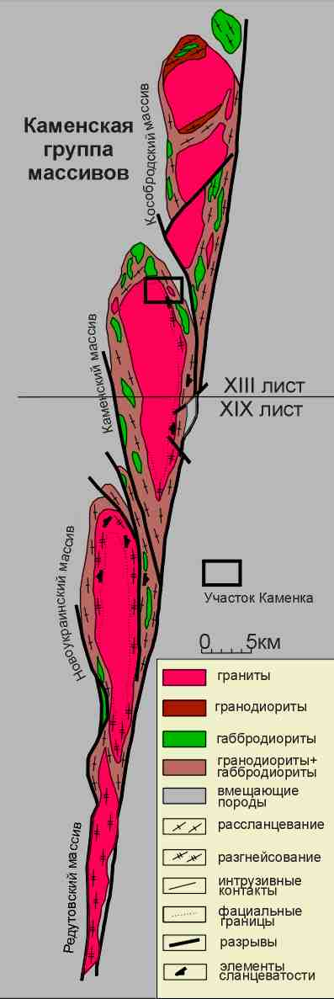 Каменская
группа
массивов
Кособродский массив
Каменский массив
XIII лист
XIX лист
Новоукраинский массив
Участок Каменка
0 5км
Редутовский массив
граниты
гранодиориты
габбродиориты
гранодиориты+
габбродиориты
вмещающие
породы
рассланцевание
разгнейсование
интрузивные
контакты
фациальные
границы
разрывы
элементы
сланцеватости